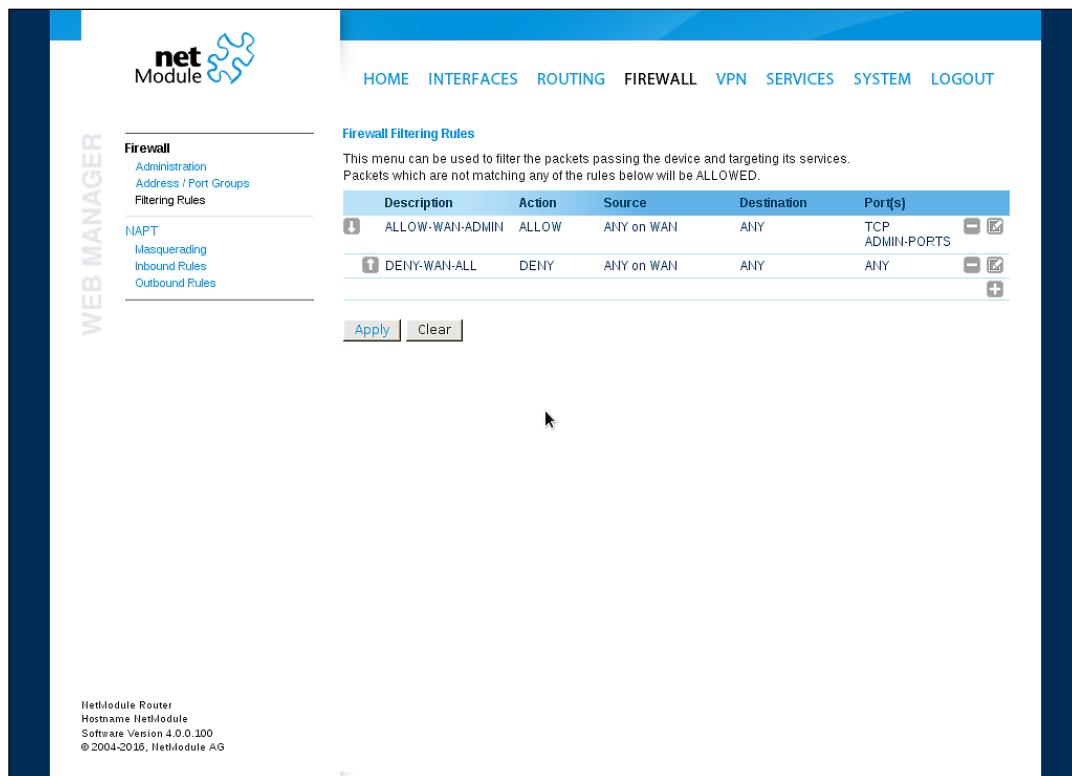 net
Module
HOME INTERFACES ROUTING FIREWALL VPN SERVICES SYSTEM LOGOUT
WEB MANAGER
Firewall
Administration
Address / Port Groups
Filtering Rules
NAPT
Masquerading
Inbound Rules
Outbound Rules
Firewall Filtering Rules
This menu can be used to filter the packets passing the device and targeting its services.
Packets which are not matching any of the rules below will be ALLOWED.
Description Action Source Destination Port(s)
ALLOW-WAN-ADMIN ALLOW ANY on WAN ANY TCP
ADMIN-PORTS
DENY-WAN-ALL DENY ANY on WAN ANY ANY
Apply Clear
NetModule Router
Hostname NetModule
Software Version 4.0.0.100
© 2004-2016, NetModule AG